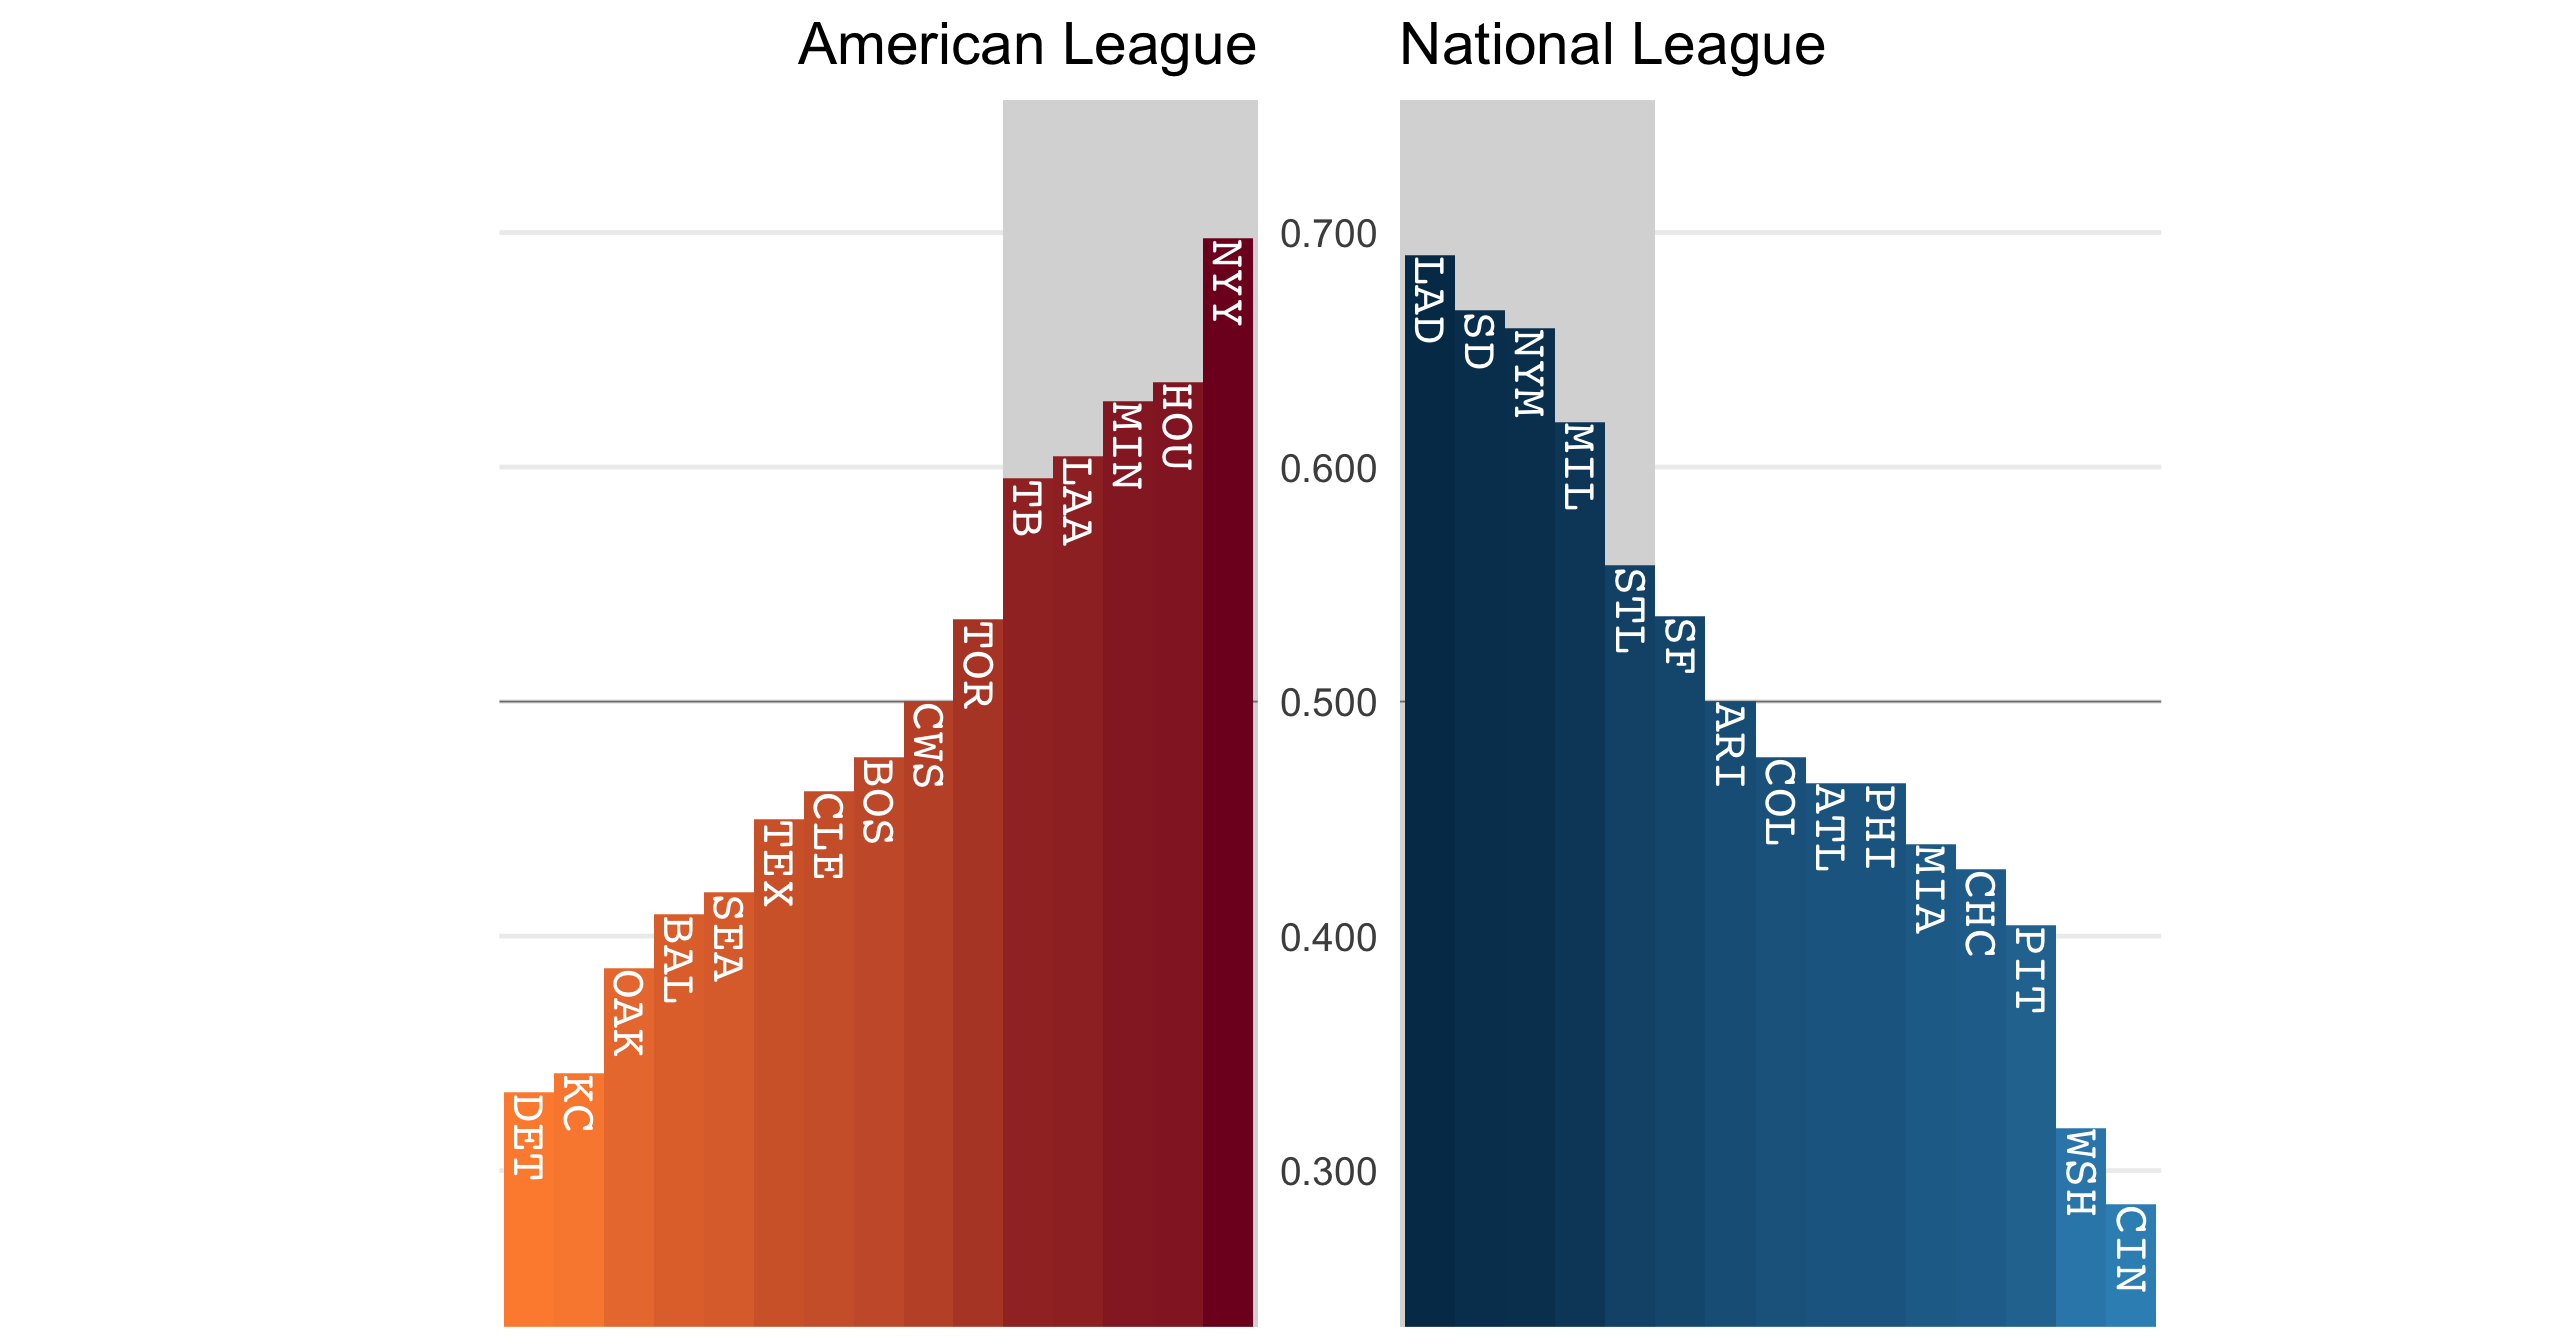 American League
National League
0.700
0.600
0.500
0.400
0.300
DET
KC
OAK
BAL
SEA
TEX
CLE
BOS
CWS
TOR
TB
LAA
MIN
HOU
NYY
LAD
SD
NYM
MIL
STL
SF
ARI
COL
ATL
PHI
MIA
CHC
PIT
WSH
CIN